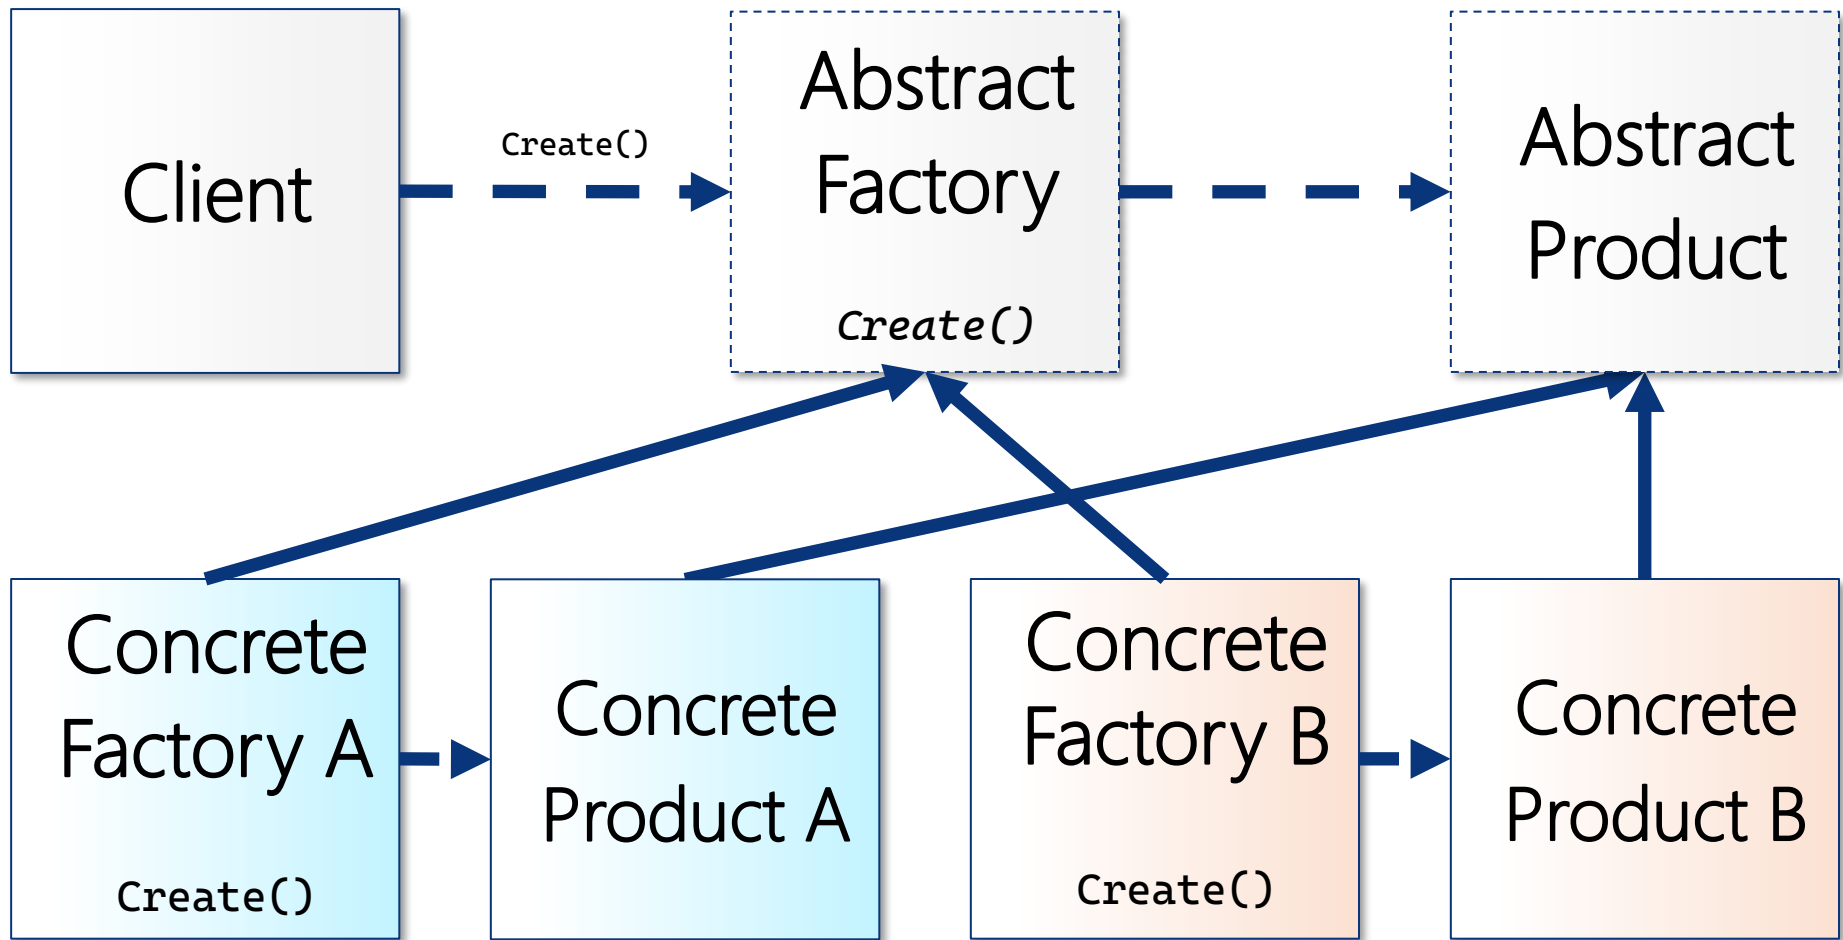 Client
Create()
Abstract
Factory
Create()
Abstract
Product
Concrete
Factory A
Create()
Concrete
Product A
Concrete
Factory B
Create()
Concrete
Product B